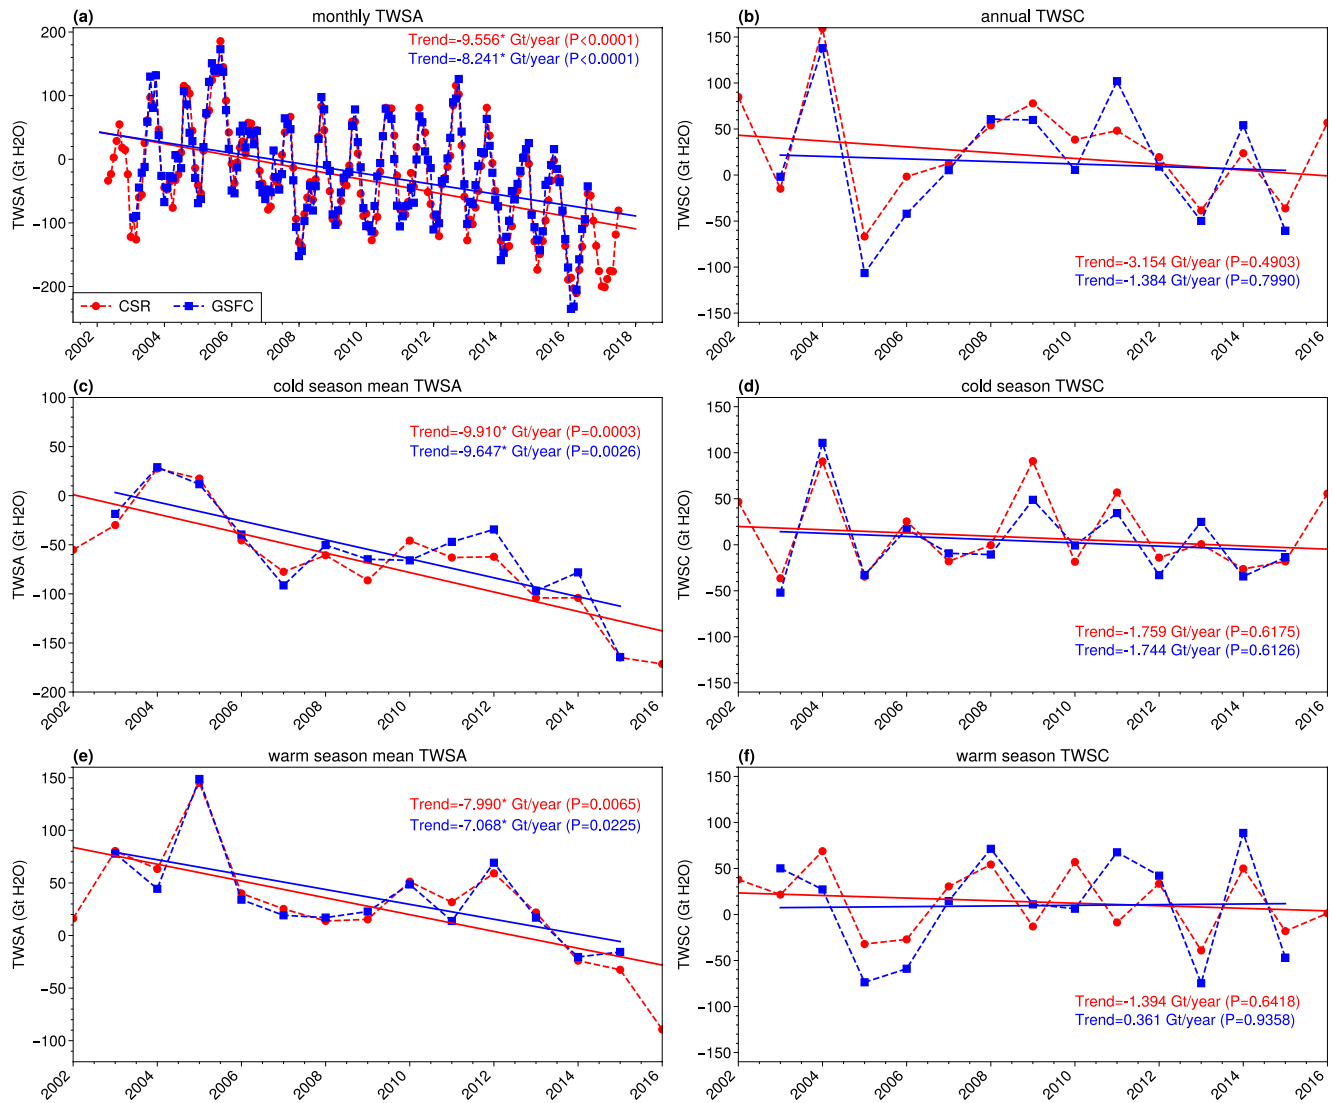 (a) monthly TWSA
Trend=-9.556* Gt/year (P<0.0001)
Trend=-8.241* Gt/year (P<0.0001)
TWSA (Gt H2O)
200
100
0
−100
−200
CSR GSFC
2002 2004 2006 2008 2010 2012 2014 2016 2018
(b) annual TWSC
TWSC (Gt H2O)
150
100
50
0
−50
−100
−150
Trend=-3.154 Gt/year (P=0.4903)
Trend=-1.384 Gt/year (P=0.7990)
2002 2004 2006 2008 2010 2012 2014 2016
(c) cold season mean TWSA
Trend=-9.910* Gt/year (P=0.0003)
Trend=-9.647* Gt/year (P=0.0026)
TWSA (Gt H2O)
100
50
0
−50
−100
−150
−200
2002 2004 2006 2008 2010 2012 2014 2016
(d) cold season TWSC
TWSC (Gt H2O)
150
100
50
0
−50
−100
−150
Trend=-1.759 Gt/year (P=0.6175)
Trend=-1.744 Gt/year (P=0.6126)
2002 2004 2006 2008 2010 2012 2014 2016
(e) warm season mean TWSA
Trend=-7.990* Gt/year (P=0.0065)
Trend=-7.068* Gt/year (P=0.0225)
TWSA (Gt H2O)
150
100
50
0
−50
−100
2002 2004 2006 2008 2010 2012 2014 2016
(f) warm season TWSC
TWSC (Gt H2O)
150
100
50
0
−50
−100
−150
Trend=-1.394 Gt/year (P=0.6418)
Trend=0.361 Gt/year (P=0.9358)
2002 2004 2006 2008 2010 2012 2014 2016